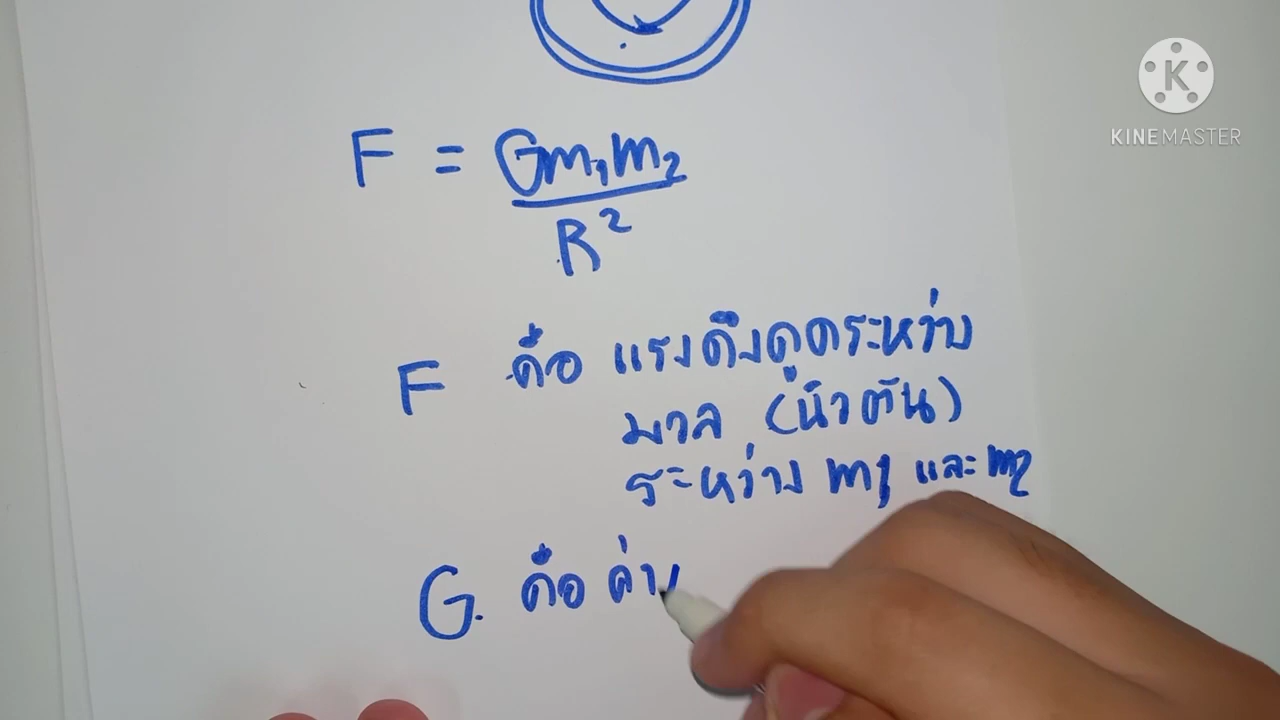 F = Gm₁m₂
R²
F คือ แรงดึงดูดระหว่าง
มวล (นิวตัน)
ระหว่าง m1 และ m2
G. คือ ค่า
K
KINEMASTER